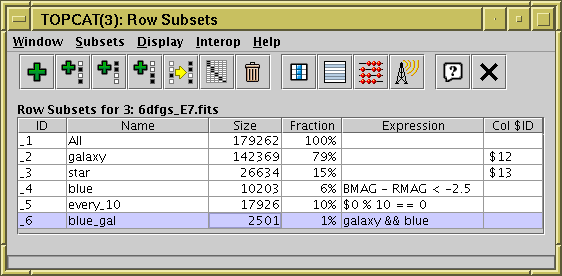 TOPCAT(3): Row Subsets
Window Subsets Display Interop Help
Row Subsets for 3: 6dfgs_E7.fits
ID Name Size Fraction Expression Col $ID
_1 All 179262 100%
_2 galaxy 142369 79% $12
_3 star 26634 15% $13
_4 blue 10203 6% BMAG - RMAG < -2.5
_5 every_10 17926 10% $0 % 10 == 0
_6 blue_gal 2501 1% galaxy && blue